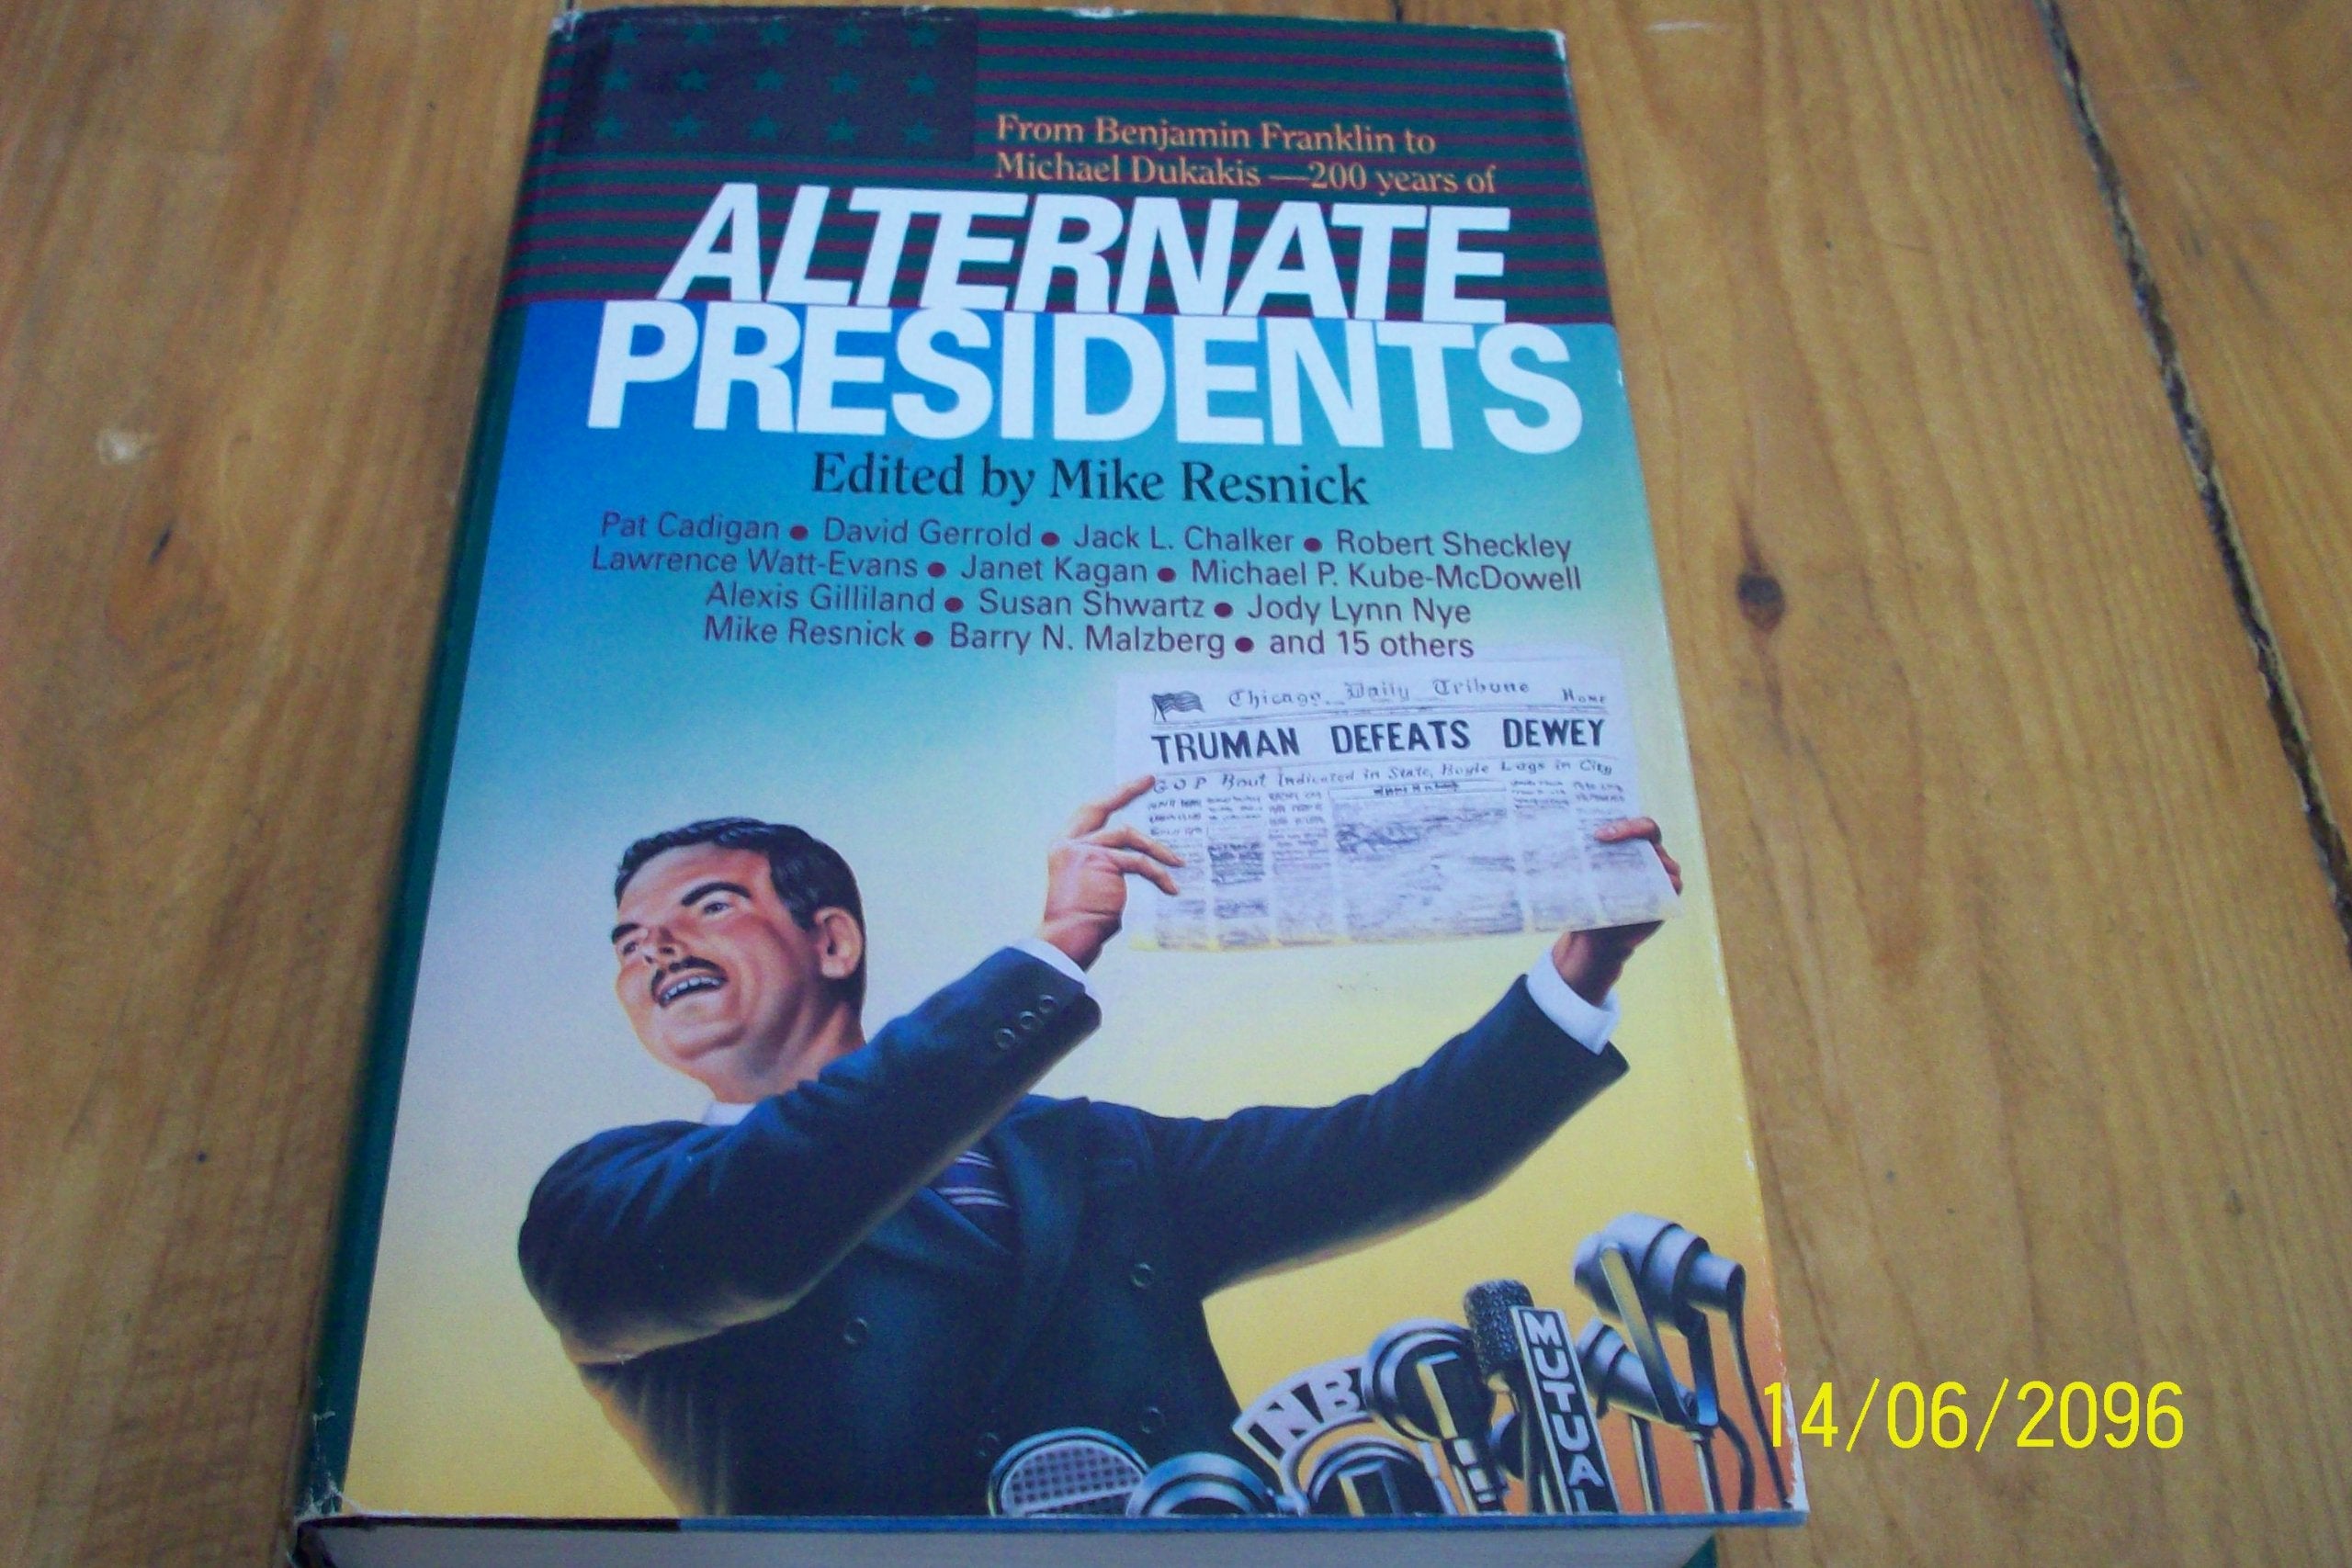 From Benjamin Franklin to
Michael Dukakis —200 years of
ALTERNATE
PRESIDENTS
Edited by Mike Resnick
Pat Cadigan ● David Gerrold ● Jack L. Chalker ● Robert Sheckley
Lawrence Watt-Evans ● Janet Kagan ● Michael P. Kube-McDowell
Alexis Gilliland ● Susan Shwartz ● Jody Lynn Nye
Mike Resnick ● Barry N. Malzberg ● and 15 others
Chicago Daily Tribune HOME
TRUMAN DEFEATS DEWEY
G O P Indicated in State, Boyle Lags in City
NB
MUTUAL
14/06/2096